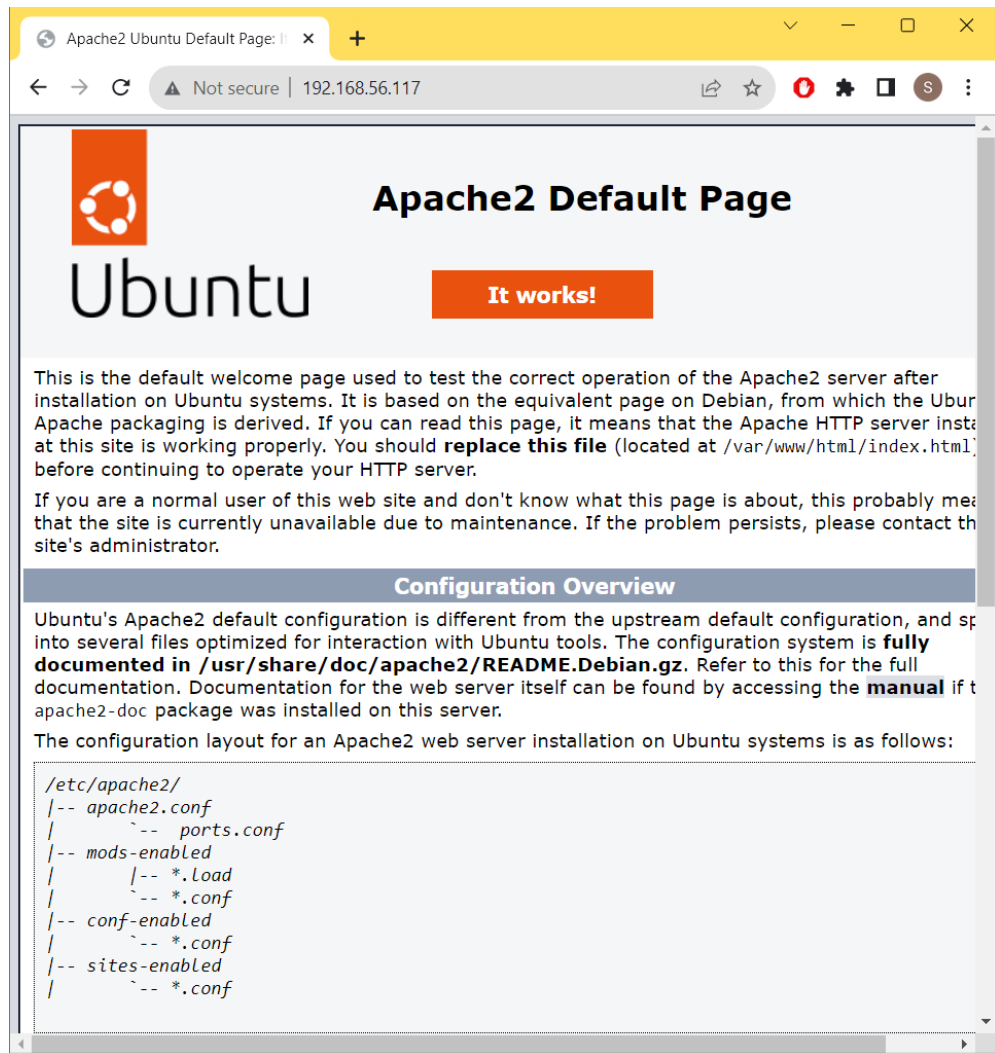 Apache2 Ubuntu Default Page: I
Not secure | 192.168.56.117
S
Ubuntu
Apache2 Default Page
It works!
This is the default welcome page used to test the correct operation of the Apache2 server after
installation on Ubuntu systems. It is based on the equivalent page on Debian, from which the Ubun
Apache packaging is derived. If you can read this page, it means that the Apache HTTP server insta
at this site is working properly. You should replace this file (located at /var/www/html/index.html)
before continuing to operate your HTTP server.
If you are a normal user of this web site and don't know what this page is about, this probably mea
that the site is currently unavailable due to maintenance. If the problem persists, please contact th
site's administrator.
Configuration Overview
Ubuntu's Apache2 default configuration is different from the upstream default configuration, and sp
into several files optimized for interaction with Ubuntu tools. The configuration system is fully
documented in /usr/share/doc/apache2/README.Debian.gz. Refer to this for the full
documentation. Documentation for the web server itself can be found by accessing the manual if t
apache2-doc package was installed on this server.
The configuration layout for an Apache2 web server installation on Ubuntu systems is as follows:
/etc/apache2/
|-- apache2.conf
|       `--  ports.conf
|-- mods-enabled
|       |-- *.load
|       `-- *.conf
|-- conf-enabled
|       `-- *.conf
|-- sites-enabled
|       `-- *.conf